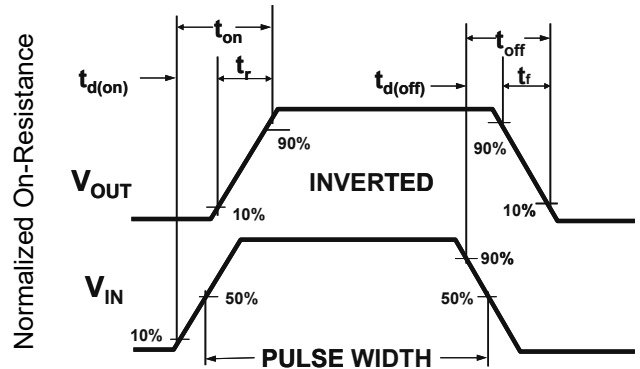 Normalized On-Resistance
ton
toff
td(on)
tr
td(off)
tf
90%
90%
VOUT
INVERTED
10%
10%
90%
VIN
50%
50%
10%
PULSE WIDTH